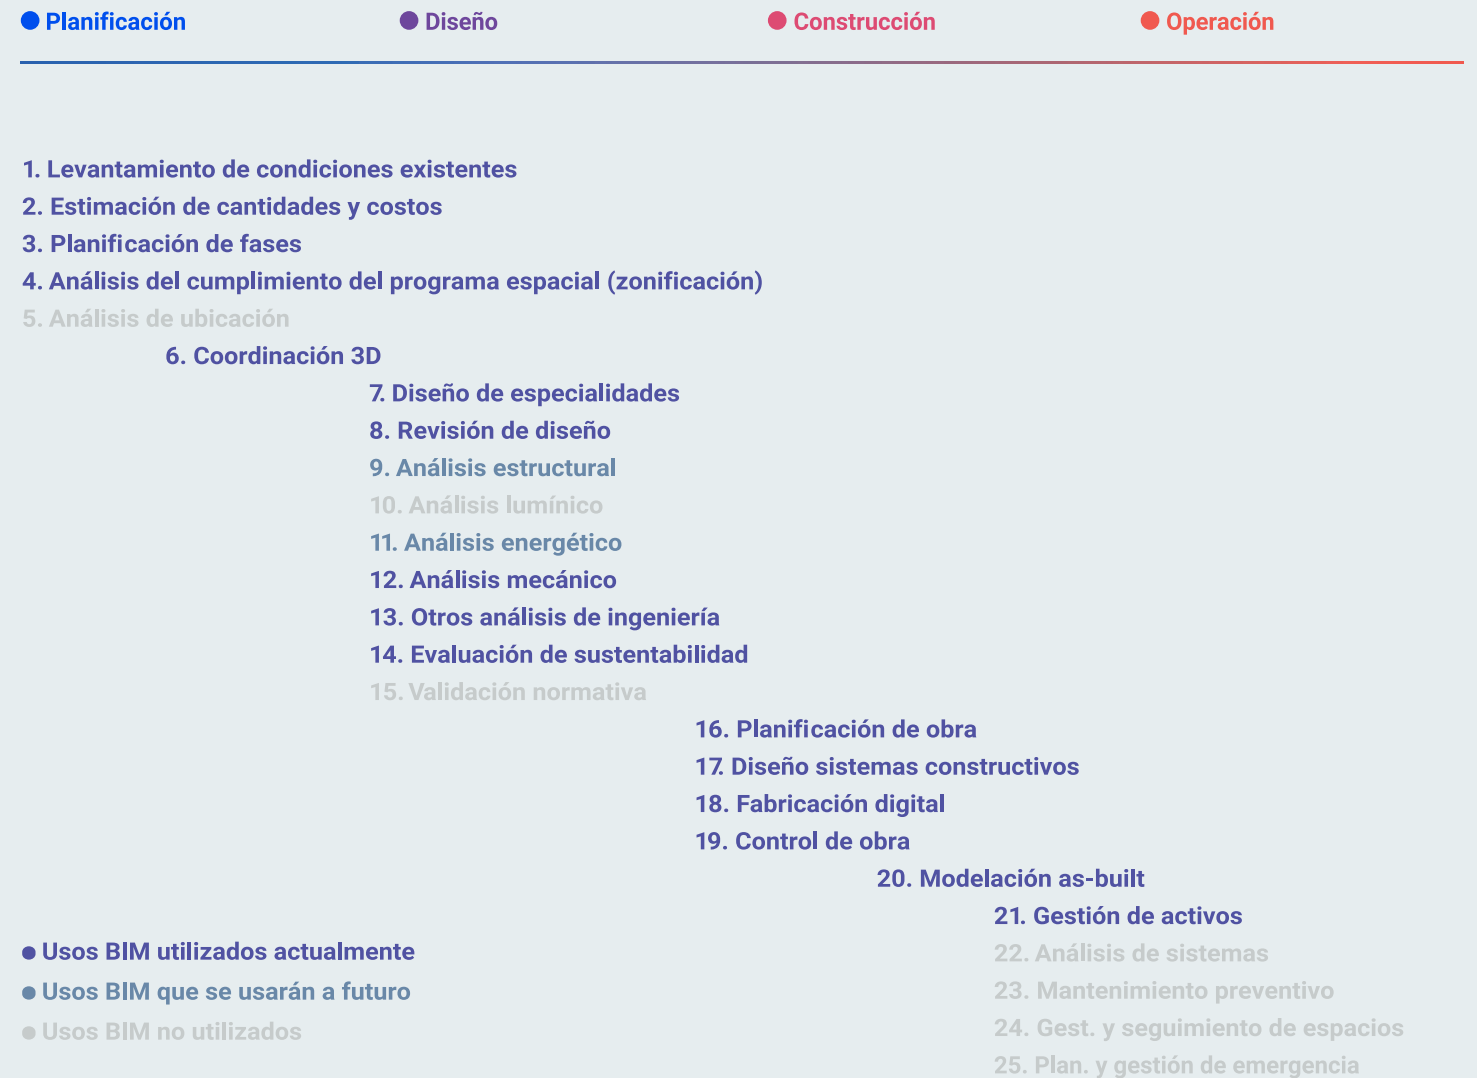 Planificación
Diseño
Construcción
Operación
1. Levantamiento de condiciones existentes
2. Estimación de cantidades y costos
3. Planificación de fases
4. Análisis del cumplimiento del programa espacial (zonificación)
5. Análisis de ubicación
6. Coordinación 3D
7. Diseño de especialidades
8. Revisión de diseño
9. Análisis estructural
10. Análisis lumínico
11. Análisis energético
12. Análisis mecánico
13. Otros análisis de ingeniería
14. Evaluación de sustentabilidad
15. Validación normativa
16. Planificación de obra
17. Diseño sistemas constructivos
18. Fabricación digital
19. Control de obra
20. Modelación as-built
21. Gestión de activos
22. Análisis de sistemas
23. Mantenimiento preventivo
24. Gest. y seguimiento de espacios
25. Plan. y gestión de emergencia
Usos BIM utilizados actualmente
Usos BIM que se usarán a futuro
Usos BIM no utilizados